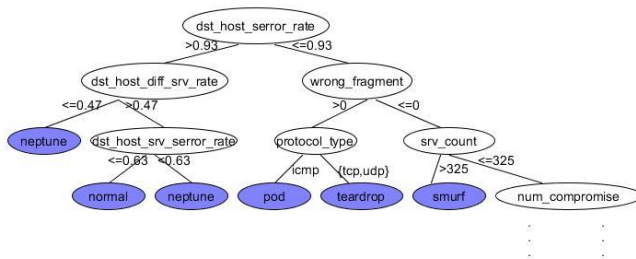 dst_host_serror_rate
>0.93 <=0.93
dst_host_diff_srv_rate wrong_fragment
<=0.47 >0.47 >0 <=0
neptune dst_host_srv_serror_rate protocol_type srv_count
<=0.63 <0.63 icmp {tcp,udp} >325 <=325
normal neptune pod teardrop smurf num_compromise
. . .
. . .
. . .